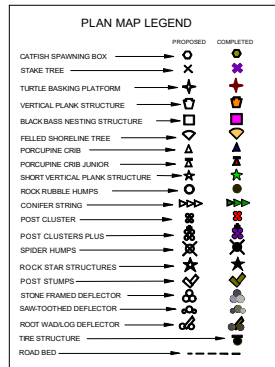 PLAN MAP LEGEND
PROPOSED COMPLETED
CATFISH SPAWNING BOX
STAKE TREE
TURTLE BASKING PLATFORM
VERTICAL PLANK STRUCTURE
BLACK BASS NESTING STRUCTURE
FELLED SHORELINE TREE
PORCUPINE CRIB
PORCUPINE CRIB JUNIOR
SHORT VERTICAL PLANK STRUCTURE
ROCK RUBBLE HUMPS
CONIFER STRING
POST CLUSTER
POST CLUSTERS PLUS
SPIDER HUMPS
ROCK STAR STRUCTURES
POST STUMPS
STONE FRAMED DEFLECTOR
SAW-TOOTHED DEFLECTOR
ROOT WAD/LOG DEFLECTOR
TIRE STRUCTURE
ROAD BED